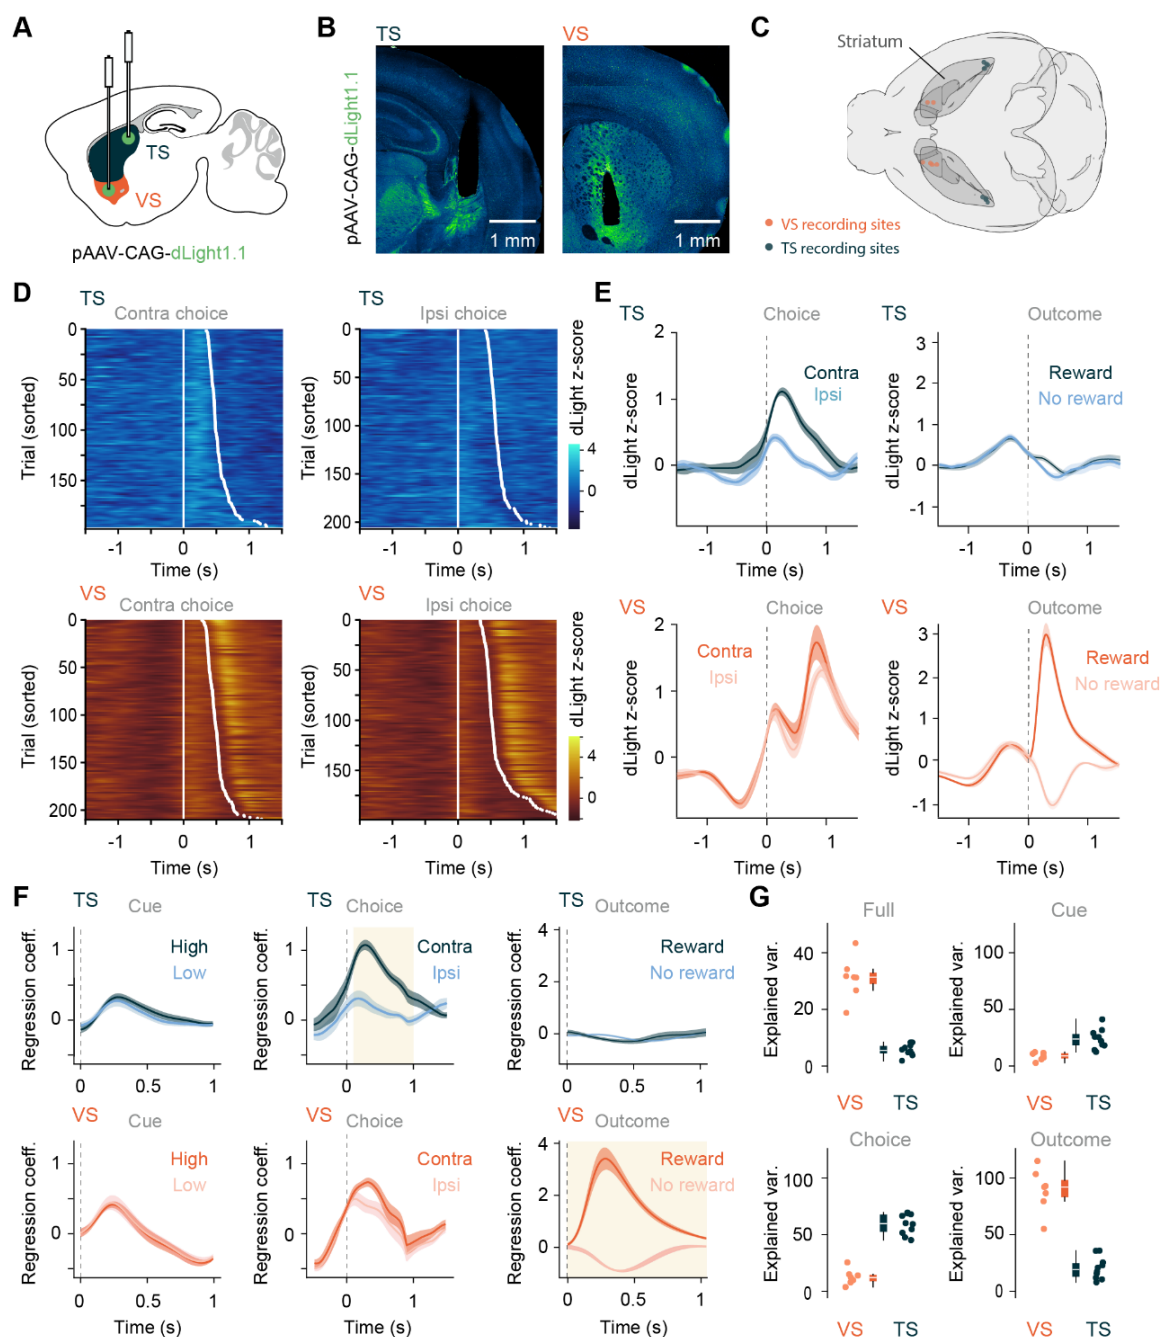 A
TS
VS
pAAV-CAG-dLight1.1
B
TS
VS
pAAV-CAG-dLight1.1
1 mm
1 mm
C
Striatum
VS recording sites
TS recording sites
D
TS
Contra choice
Ipsi choice
Trial (sorted)
0
50
100
150
0
50
100
150
200
-1
0
1
Time (s)
-1
0
1
Time (s)
dLight z-score
4
0
VS
VS
Contra choice
Ipsi choice
Trial (sorted)
0
50
100
150
200
0
50
100
150
-1
0
1
Time (s)
-1
0
1
Time (s)
dLight z-score
4
0
E
TS
Choice
dLight z-score
2
1
0
Contra
Ipsi
-1
0
1
Time (s)
TS
Outcome
dLight z-score
3
2
1
0
-1
Reward
No reward
-1
0
1
Time (s)
VS
Choice
dLight z-score
2
1
0
Contra
Ipsi
-1
0
1
Time (s)
VS
Outcome
dLight z-score
3
2
1
0
-1
Reward
No reward
-1
0
1
Time (s)
F
TS
Cue
Regression coeff.
1
0
High
Low
0
0.5
1
TS
Choice
Regression coeff.
1
0
Contra
Ipsi
0
1
TS
Outcome
Regression coeff.
4
2
0
Reward
No reward
0
0.5
1
VS
Cue
Regression coeff.
1
0
High
Low
0
0.5
1
Time (s)
VS
Choice
Regression coeff.
1
0
Contra
Ipsi
0
1
Time (s)
VS
Outcome
Regression coeff.
4
2
0
Reward
No reward
0
0.5
1
Time (s)
G
Full
Explained var.
40
20
0
VS
TS
Cue
Explained var.
100
50
0
VS
TS
Choice
Explained var.
100
50
0
VS
TS
Outcome
Explained var.
100
50
0
VS
TS